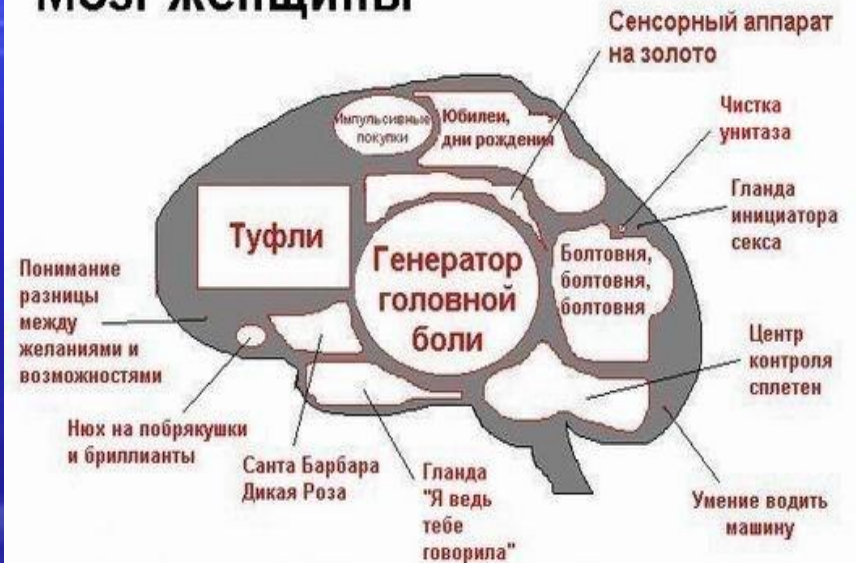 Мозг женщины
Сенсорный аппарат
на золото
Импульсивные
покупки
Юбилеи,
дни рождения
Чистка
унитаза
Гланда
инициатора
секса
Туфли
Генератор
головной
боли
Болтовня,
болтовня,
болтовня
Понимание
разницы
между
желаниями и
возможностями
Центр
контроля
сплетен
Нюх на побрякушки
и бриллианты
Санта Барбара
Дикая Роза
Гланда
"Я ведь
тебе
говорила"
Умение водить
машину